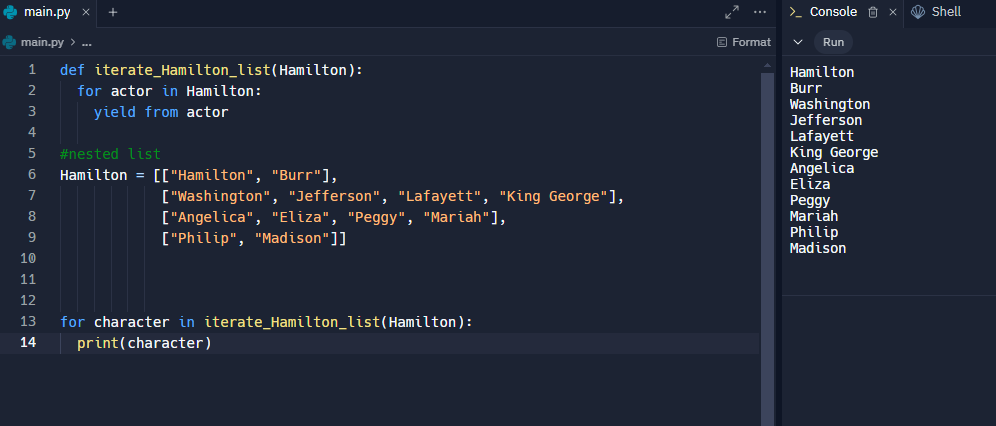 main.py × +
main.py > ...
Format
1 def iterate_Hamilton_list(Hamilton):
2 for actor in Hamilton:
3 yield from actor
4
5 #nested list
6 Hamilton = [["Hamilton", "Burr"],
7 ["Washington", "Jefferson", "Lafayett", "King George"],
8 ["Angelica", "Eliza", "Peggy", "Mariah"],
9 ["Philip", "Madison"]]
10
11
12
13 for character in iterate_Hamilton_list(Hamilton):
14 print(character)
>_ Console × Shell
Run
Hamilton
Burr
Washington
Jefferson
Lafayett
King George
Angelica
Eliza
Peggy
Mariah
Philip
Madison